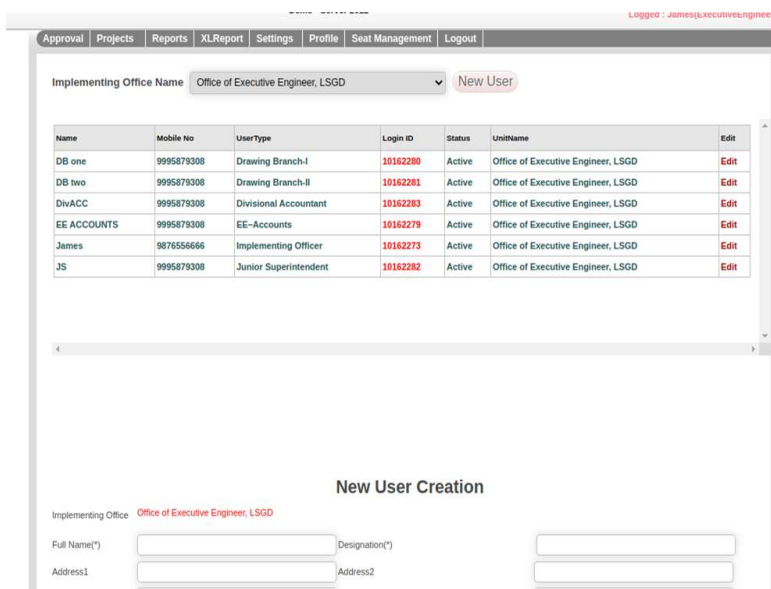 Logged : James(ExecutiveEnginee
Approval Projects Reports XLReport Settings Profile Seat Management Logout
Implementing Office Name Office of Executive Engineer, LSGD New User
Name Mobile No UserType Login ID Status UnitName Edit
DB one 9995879308 Drawing Branch-I 10162280 Active Office of Executive Engineer, LSGD Edit
DB two 9995879308 Drawing Branch-II 10162281 Active Office of Executive Engineer, LSGD Edit
DivACC 9995879308 Divisional Accountant 10162283 Active Office of Executive Engineer, LSGD Edit
EE ACCOUNTS 9995879308 EE–Accounts 10162279 Active Office of Executive Engineer, LSGD Edit
James 9876556666 Implementing Officer 10162273 Active Office of Executive Engineer, LSGD Edit
JS 9995879308 Junior Superintendent 10162282 Active Office of Executive Engineer, LSGD Edit
New User Creation
Implementing Office Office of Executive Engineer, LSGD
Full Name(*) Designation(*)
Address1 Address2